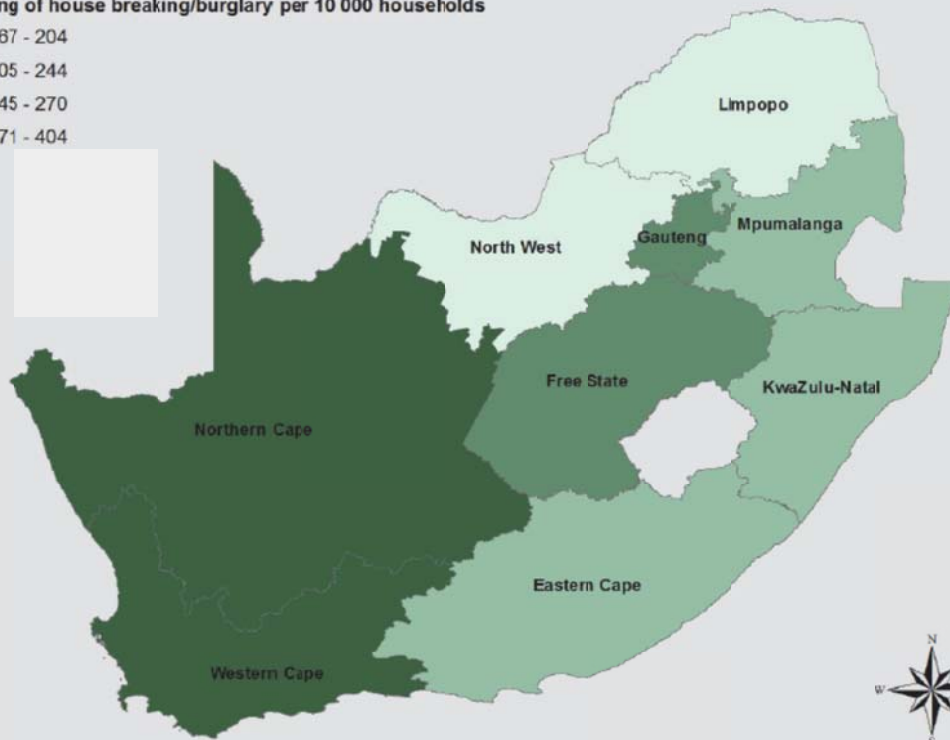 ng of house breaking/burglary per 10 000 households
67 - 204
05 - 244
45 - 270
71 - 404
Limpopo
Mpumalanga
Gauteng
North West
Free State
KwaZulu-Natal
Northern Cape
Eastern Cape
Western Cape
N
W